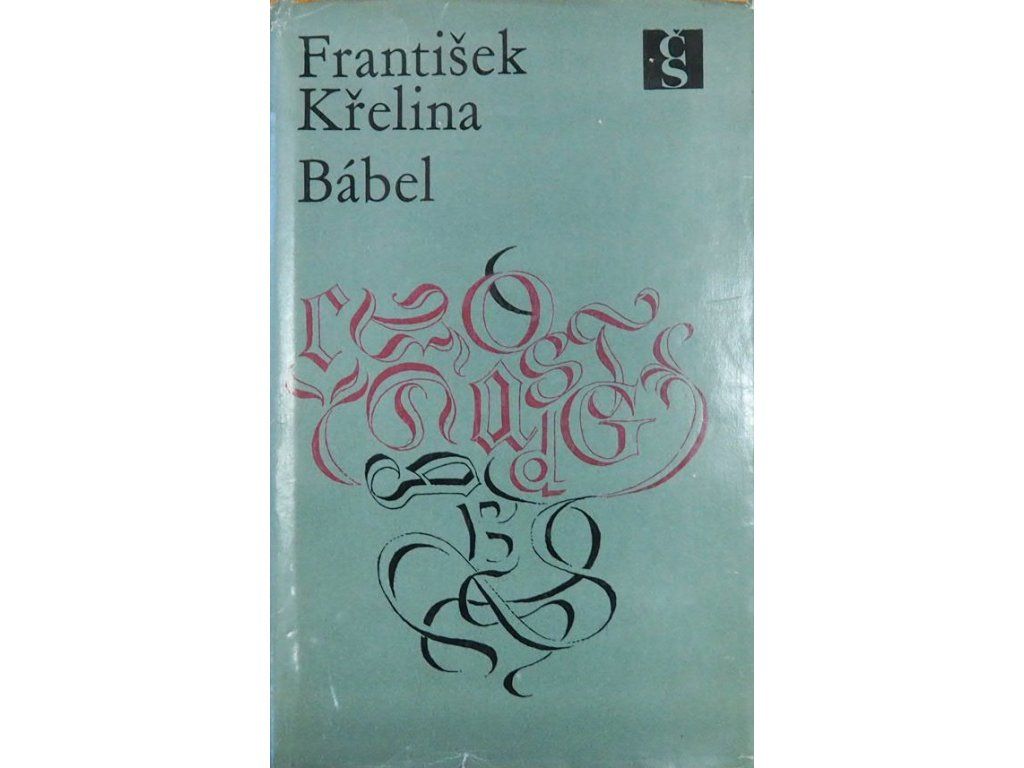 František
Křelina
Bábel
ČS